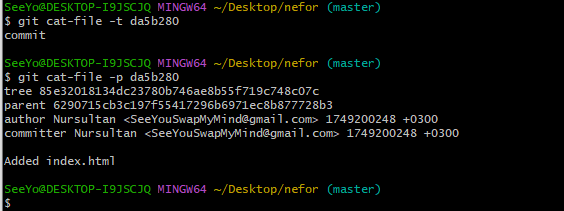 SeeYo@DESKTOP-I9JSCJQ MINGW64 ~/Desktop/nefor (master)
$ git cat-file -t da5b280
commit
SeeYo@DESKTOP-I9JSCJQ MINGW64 ~/Desktop/nefor (master)
$ git cat-file -p da5b280
tree 85e32018134dc23780b746ae8b55f719c748c07c
parent 6290715cb3c197f55417296b6971ec8b877728b3
author Nursultan <SeeYouSwapMyMind@gmail.com> 1749200248 +0300
committer Nursultan <SeeYouSwapMyMind@gmail.com> 1749200248 +0300
Added index.html
SeeYo@DESKTOP-I9JSCJQ MINGW64 ~/Desktop/nefor (master)
$